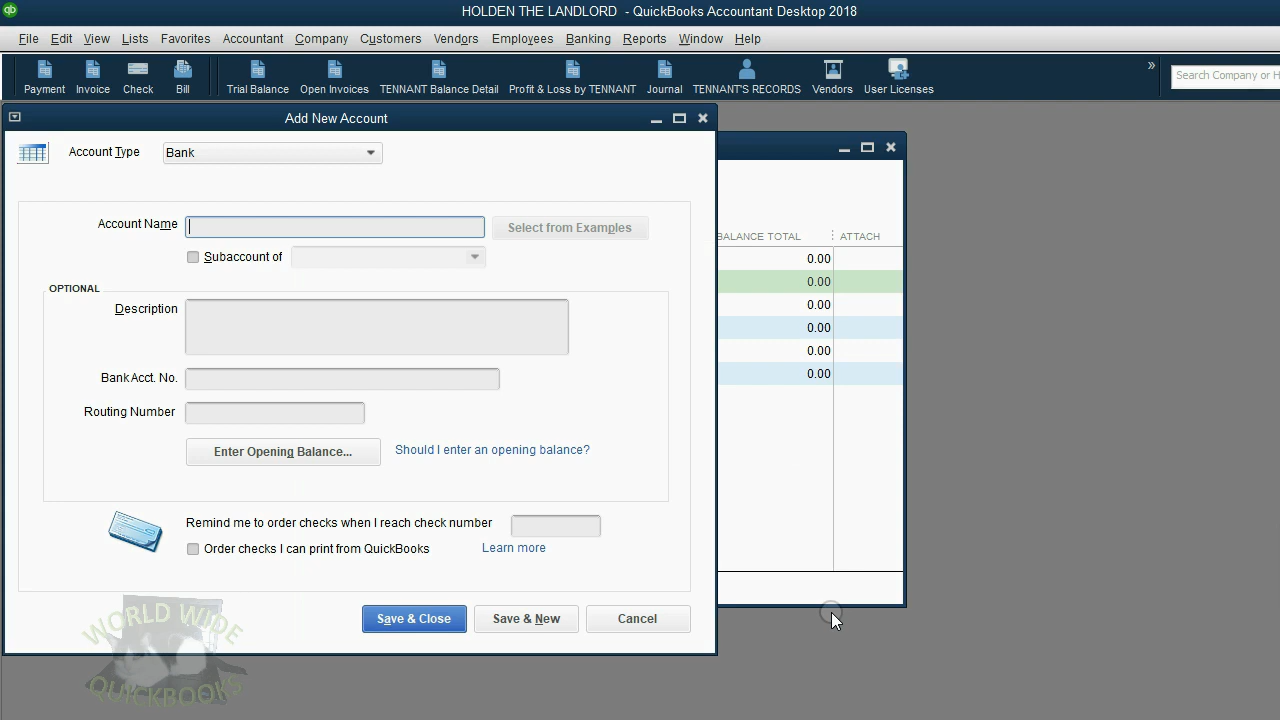 qb
HOLDEN THE LANDLORD - QuickBooks Accountant Desktop 2018
File Edit View Lists Favorites Accountant Company Customers Vendors Employees Banking Reports Window Help
Payment Invoice Check Bill Trial Balance Open Invoices TENNANT Balance Detail Profit & Loss by TENNANT Journal TENNANT'S RECORDS Vendors User Licenses
» Search Company or H
Add New Account
Account Type Bank
Account Name Select from Examples
Subaccount of
OPTIONAL
Description
Bank Acct. No.
Routing Number
Enter Opening Balance... Should I enter an opening balance?
Remind me to order checks when I reach check number
Order checks I can print from QuickBooks Learn more
Save & Close Save & New Cancel
BALANCE TOTAL ATTACH
0.00
0.00
0.00
0.00
0.00
0.00
WORLD WIDE
QUICKBOOKS